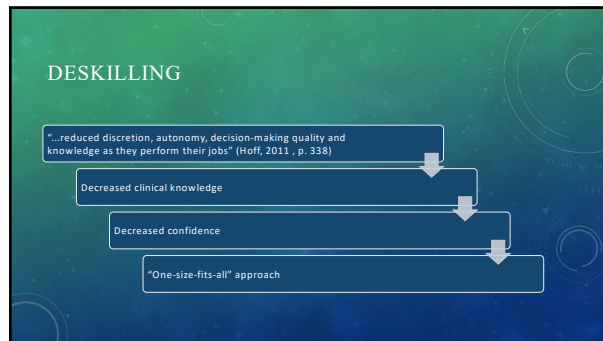 DESKILLING
“...reduced discretion, autonomy, decision-making quality and
knowledge as they perform their jobs” (Hoff, 2011 , p. 338)
Decreased clinical knowledge
Decreased confidence
“One-size-fits-all” approach